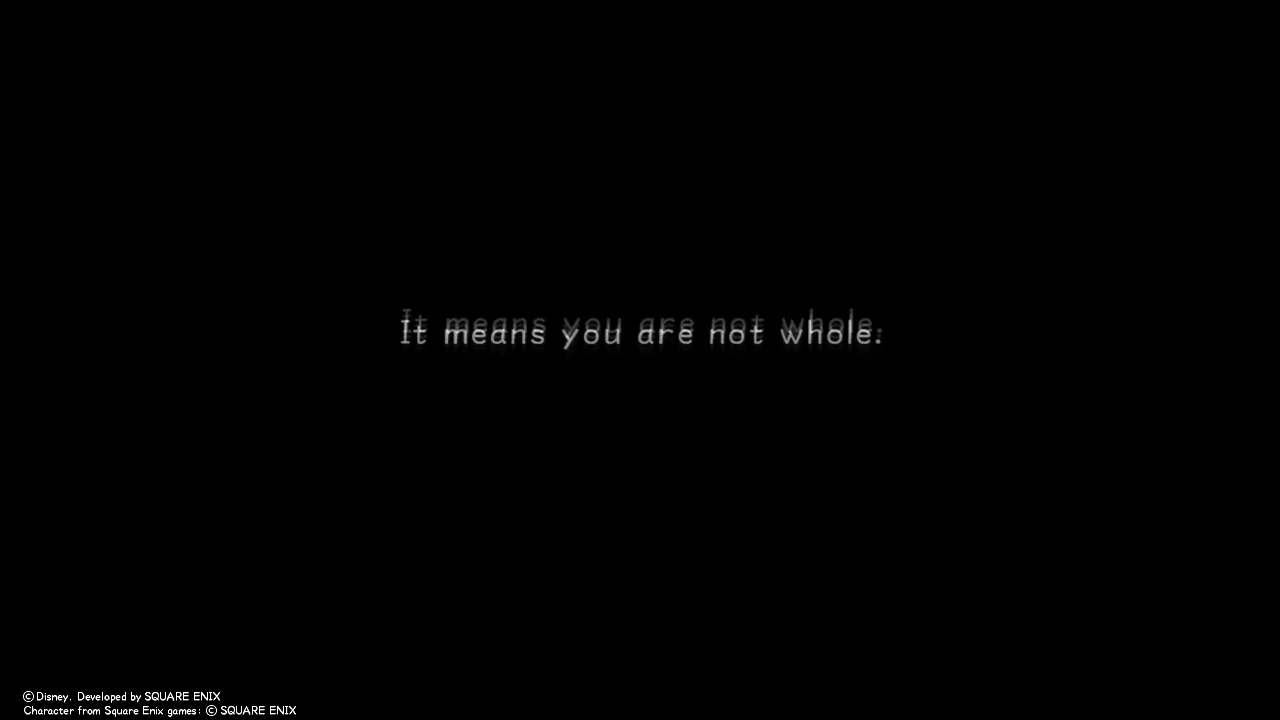 It means you are not whole.
©Disney. Developed by SQUARE ENIX
Character from Square Enix games: © SQUARE ENIX